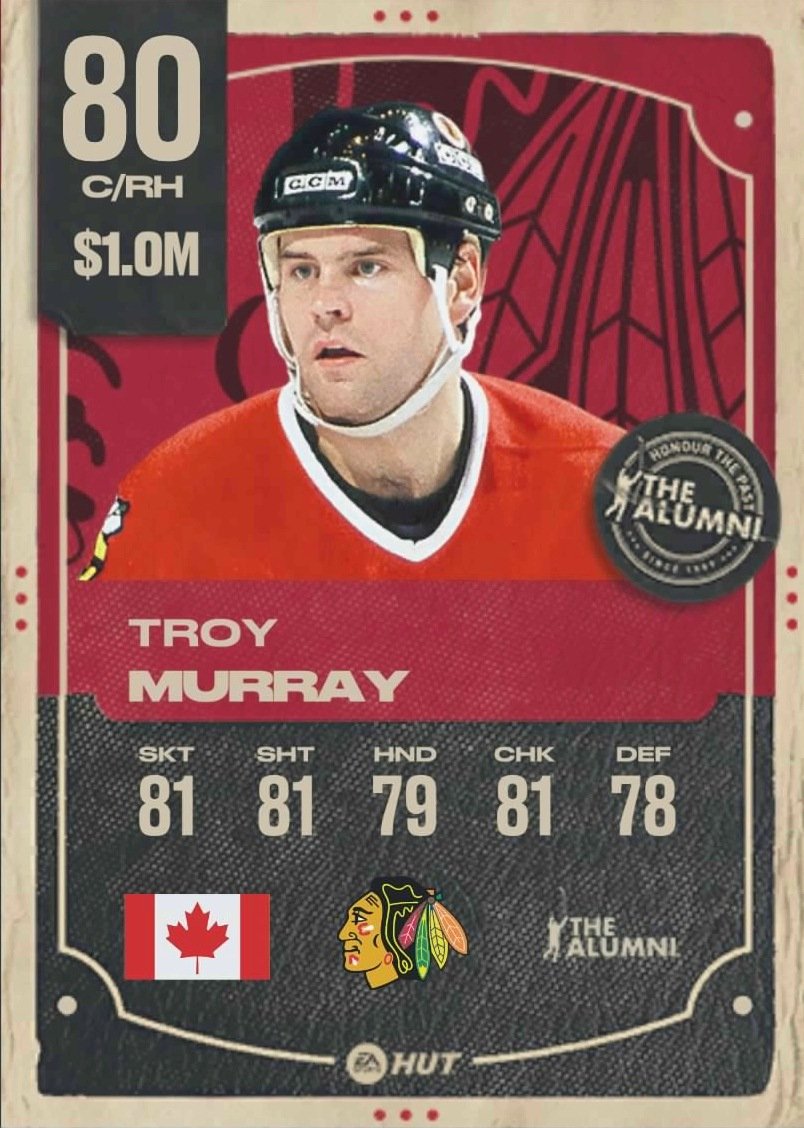 80
C/RH
$1.0M
CCM
HONOUR THE PAST
THE
ALUMNI
TROY
MURRAY
SKT SHT HND CHK DEF
81 81 79 81 78
THE
ALUMNI
EA
HUT